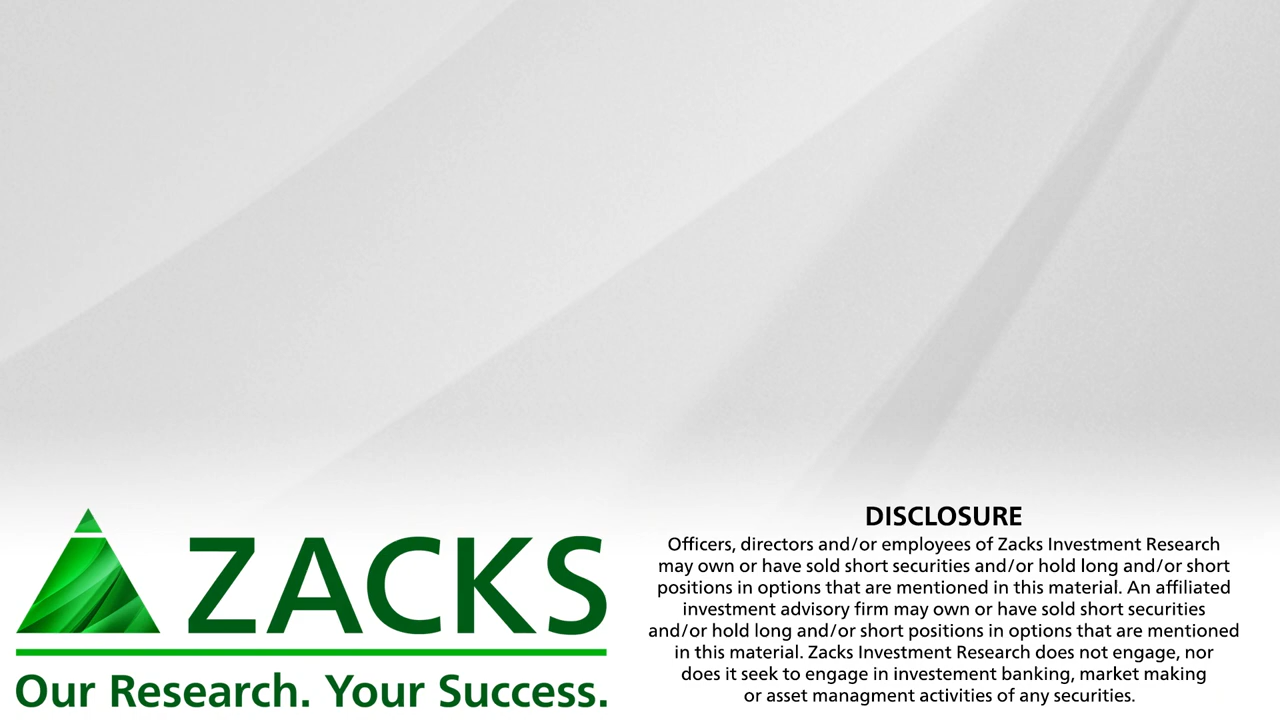 ZACKS
Our Research. Your Success.
DISCLOSURE
Officers, directors and/or employees of Zacks Investment Research
may own or have sold short securities and/or hold long and/or short
positions in options that are mentioned in this material. An affiliated
investment advisory firm may own or have sold short securities
and/or hold long and/or short positions in options that are mentioned
in this material. Zacks Investment Research does not engage, nor
does it seek to engage in investement banking, market making
or asset managment activities of any securities.